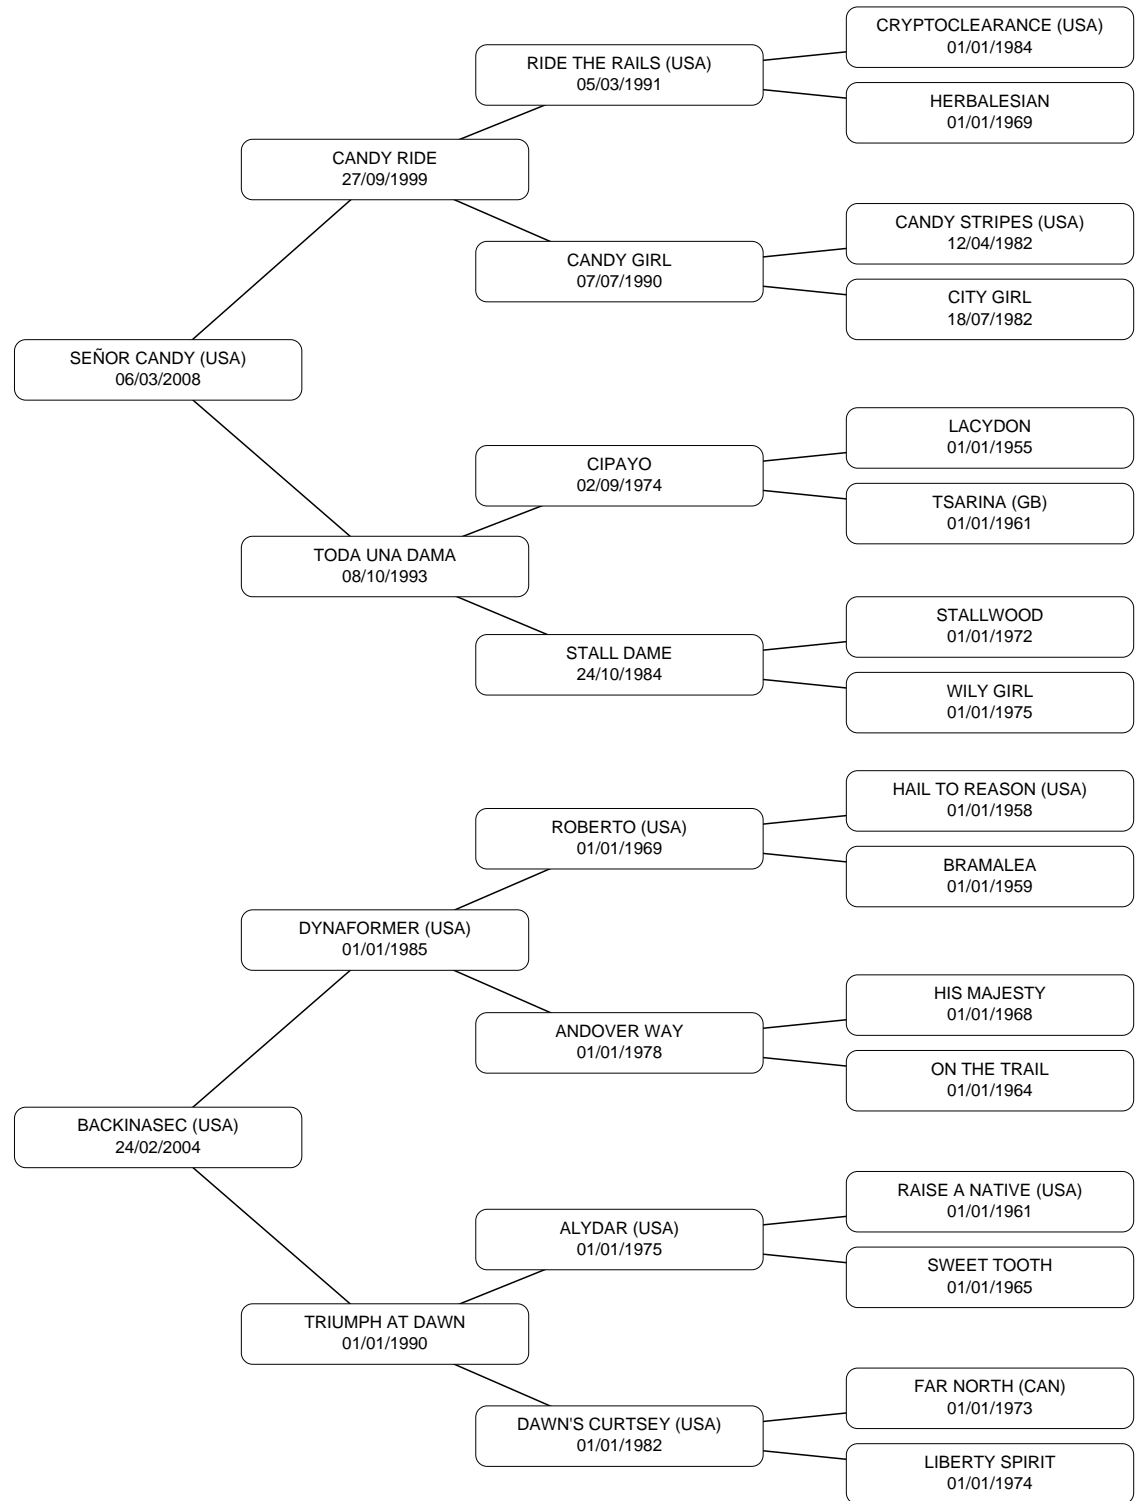 CRYPTOCLEARANCE (USA)
01/01/1984
RIDE THE RAILS (USA)
05/03/1991
HERBALESIAN
01/01/1969
CANDY RIDE
27/09/1999
CANDY STRIPES (USA)
12/04/1982
CANDY GIRL
07/07/1990
CITY GIRL
18/07/1982
SEÑOR CANDY (USA)
06/03/2008
LACYDON
01/01/1955
CIPAYO
02/09/1974
TSARINA (GB)
01/01/1961
TODA UNA DAMA
08/10/1993
STALLWOOD
01/01/1972
STALL DAME
24/10/1984
WILY GIRL
01/01/1975
HAIL TO REASON (USA)
01/01/1958
ROBERTO (USA)
01/01/1969
BRAMALEA
01/01/1959
DYNAFORMER (USA)
01/01/1985
HIS MAJESTY
01/01/1968
ANDOVER WAY
01/01/1978
ON THE TRAIL
01/01/1964
BACKINASEC (USA)
24/02/2004
RAISE A NATIVE (USA)
01/01/1961
ALYDAR (USA)
01/01/1975
SWEET TOOTH
01/01/1965
TRIUMPH AT DAWN
01/01/1990
FAR NORTH (CAN)
01/01/1973
DAWN'S CURTSEY (USA)
01/01/1982
LIBERTY SPIRIT
01/01/1974